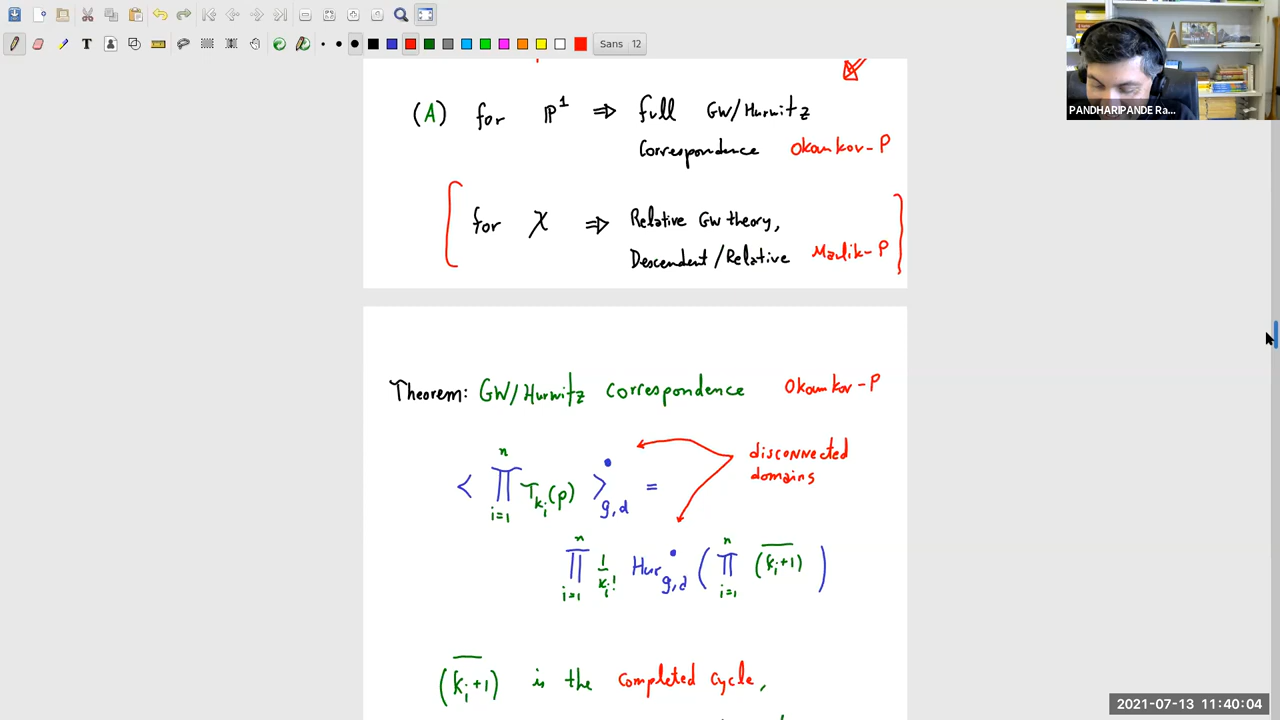 Sans 12
PANDHARIPANDE Ra...
(A) for ℙ¹ ⇒ full GW/Hurwitz
Correspondence Okounkov-P
for X ⇒ Relative GW theory,
Descendent/Relative Maulik-P
Theorem: GW/Hurwitz correspondence Okounkov-P
disconnected
domains
< ∏_{i=1}^{n} τ_{k_i}(p) >^•_{g,d} =
∏_{i=1}^{n} 1/k_i! Hur^•_{g,d} ( ∏_{i=1}^{n} \overline{(k_i+1)} )
\overline{(k_i+1)} is the completed cycle,
2021-07-13 11:40:04